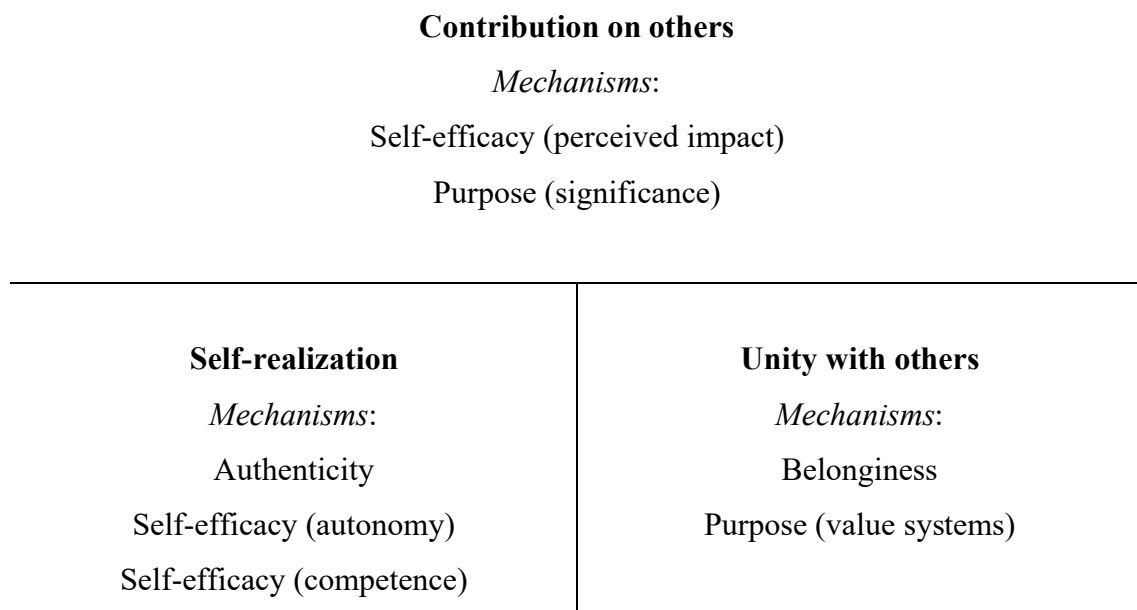 Contribution on others
Mechanisms:
Self-efficacy (perceived impact)
Purpose (significance)
Self-realization
Mechanisms:
Authenticity
Self-efficacy (autonomy)
Self-efficacy (competence)
Unity with others
Mechanisms:
Belonginess
Purpose (value systems)